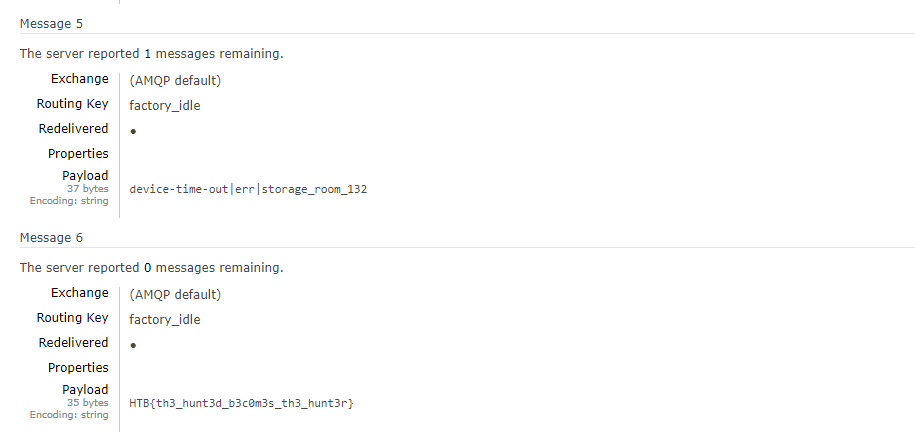 Message 5
The server reported 1 messages remaining.
Exchange (AMQP default)
Routing Key factory_idle
Redelivered ●
Properties
Payload
37 bytes device-time-out|err|storage_room_132
Encoding: string
Message 6
The server reported 0 messages remaining.
Exchange (AMQP default)
Routing Key factory_idle
Redelivered ●
Properties
Payload
35 bytes HTB{th3_hunt3d_b3c0m3s_th3_hunt3r}
Encoding: string